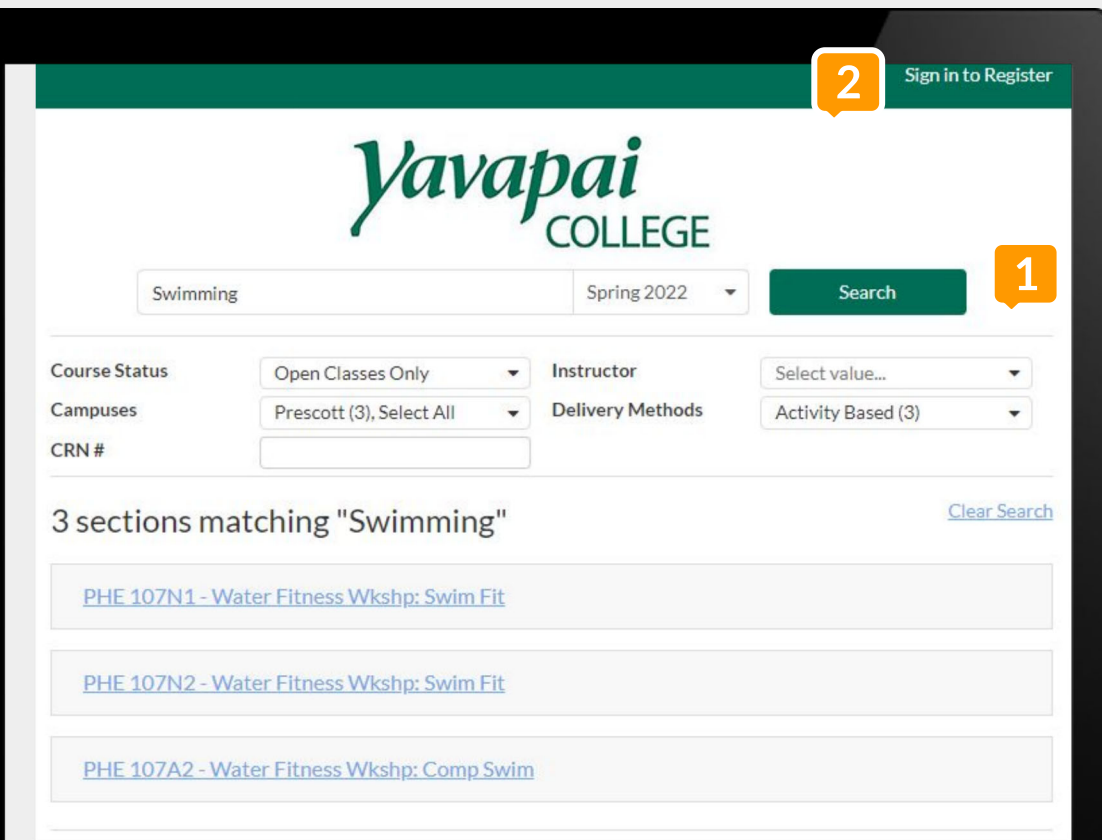 2
Sign in to Register
Yavapai
COLLEGE
Swimming
Spring 2022
Search
1
Course Status
Open Classes Only
Instructor
Select value...
Campuses
Prescott (3), Select All
Delivery Methods
Activity Based (3)
CRN #
3 sections matching "Swimming"
Clear Search
PHE 107N1 - Water Fitness Wkshp: Swim Fit
PHE 107N2 - Water Fitness Wkshp: Swim Fit
PHE 107A2 - Water Fitness Wkshp: Comp Swim